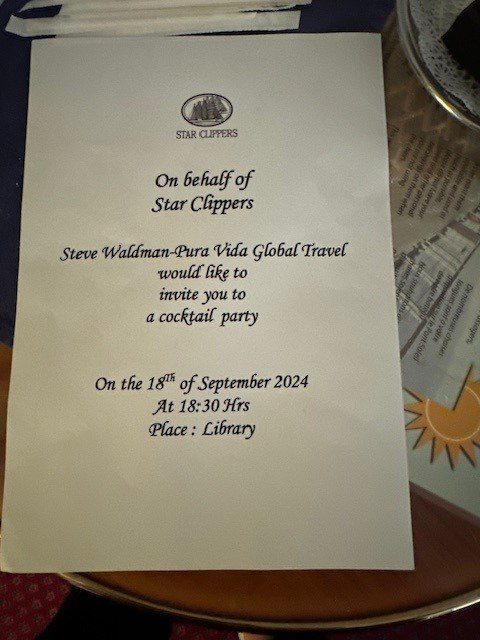 STAR CLIPPERS
On behalf of
Star Clippers
Steve Waldman-Pura Vida Global Travel
would like to
invite you to
a cocktail party
On the 18Th of September 2024
At 18:30 Hrs
Place : Library